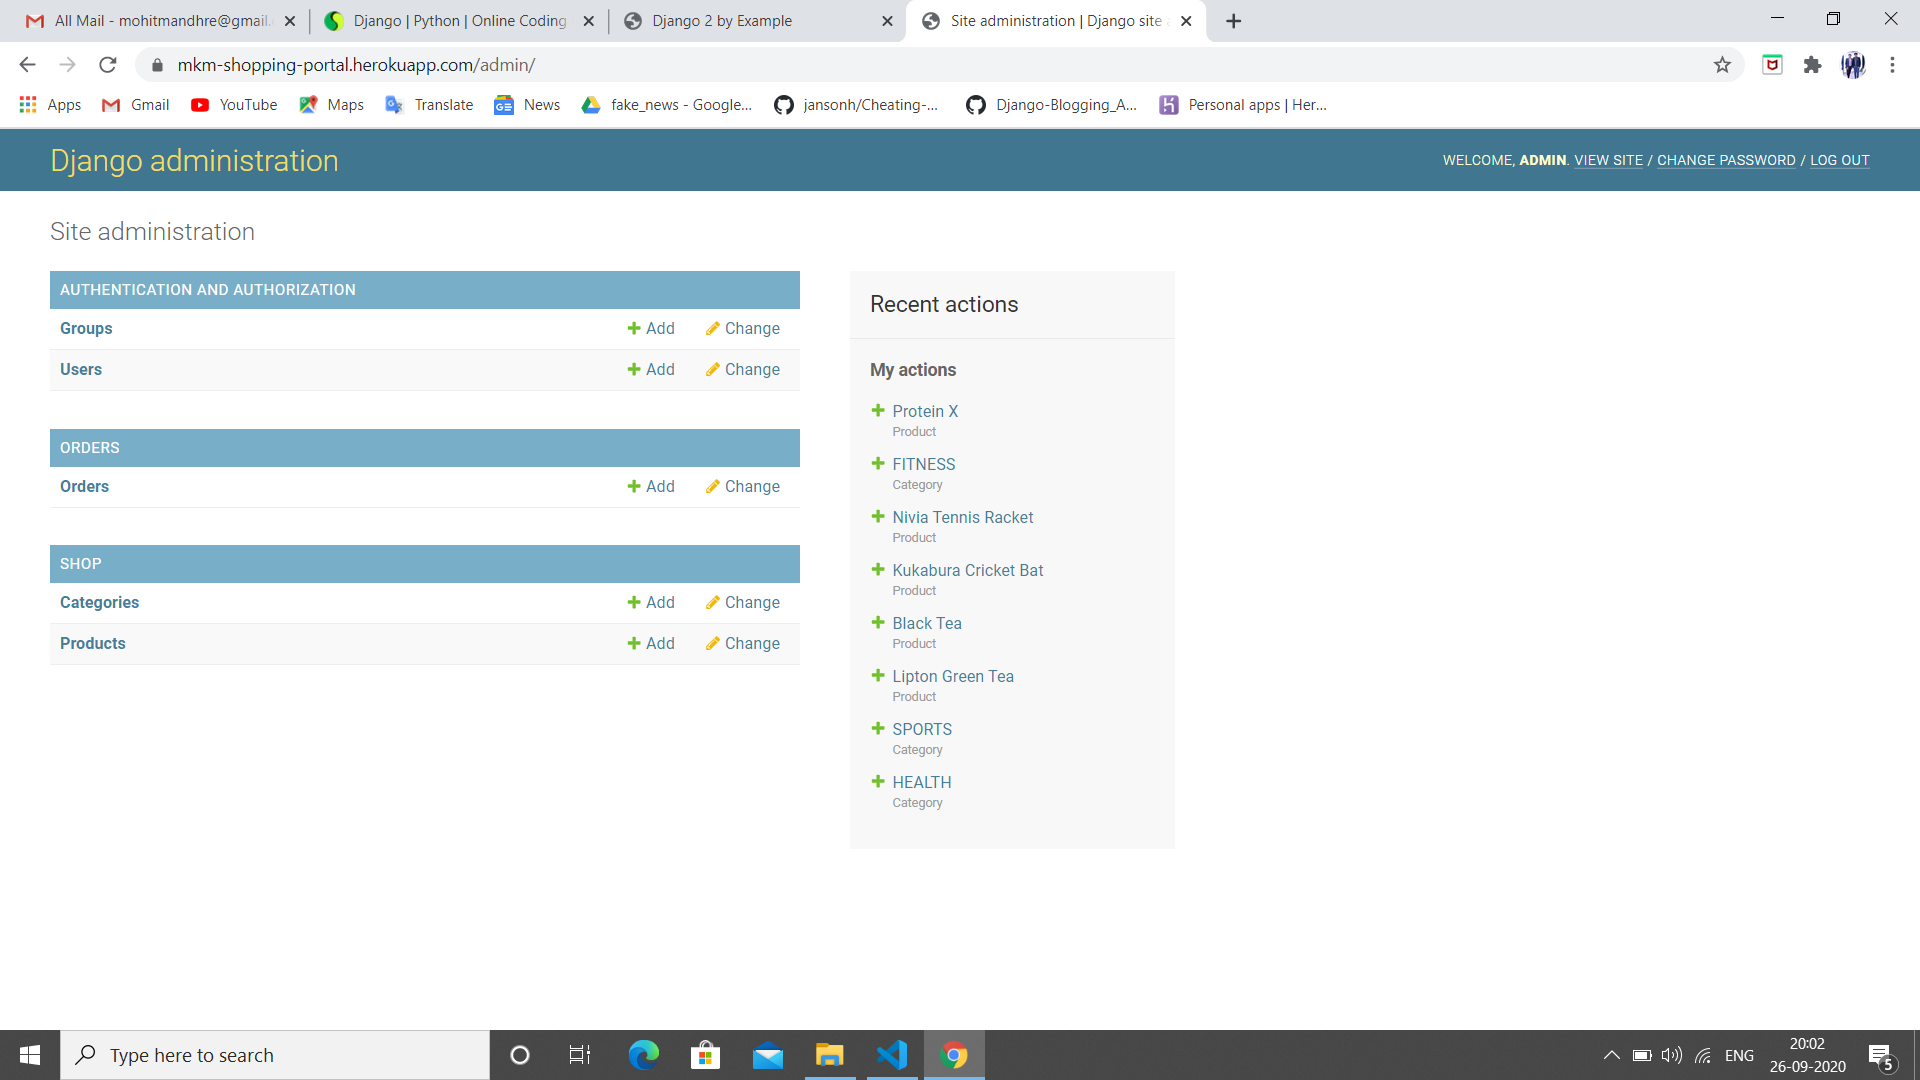 All Mail - mohitmandhre@gmail.
Django | Python | Online Coding
Django 2 by Example
Site administration | Django site
mkm-shopping-portal.herokuapp.com/admin/
Apps
Gmail
YouTube
Maps
Translate
News
fake_news - Google...
jansonh/Cheating-...
Django-Blogging_A...
Personal apps | Her...
Django administration
WELCOME, ADMIN. VIEW SITE / CHANGE PASSWORD / LOG OUT
Site administration
AUTHENTICATION AND AUTHORIZATION
Groups Add Change
Users Add Change
ORDERS
Orders Add Change
SHOP
Categories Add Change
Products Add Change
Recent actions
My actions
Protein X
Product
FITNESS
Category
Nivia Tennis Racket
Product
Kukabura Cricket Bat
Product
Black Tea
Product
Lipton Green Tea
Product
SPORTS
Category
HEALTH
Category
Type here to search
ENG
20:02
26-09-2020
5